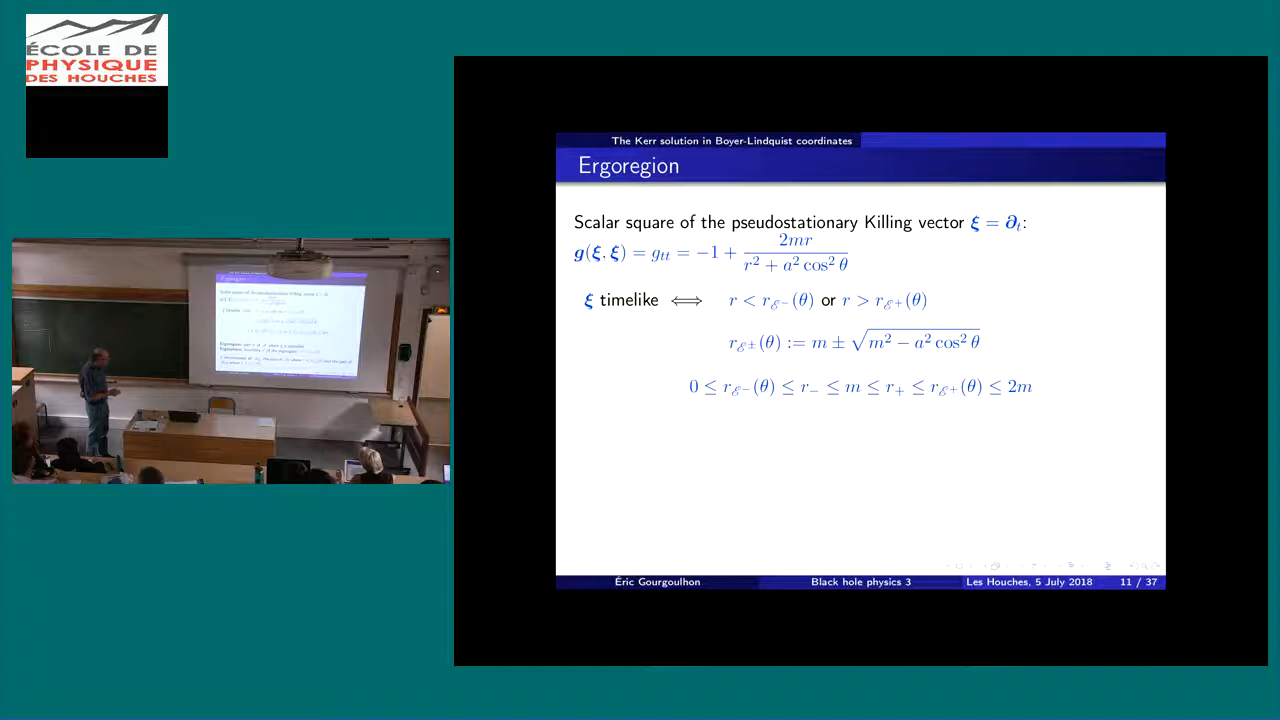 ÉCOLE DE
PHYSIQUE
DES HOUCHES
The Kerr solution in Boyer-Lindquist coordinates
Ergoregion
Scalar square of the pseudostationary Killing vector ξ = ∂ₜ:
g(ξ, ξ) = gₜₜ = −1 + 2mr / (r² + a² cos² θ)
ξ timelike ⟺ r < r_ℰ⁻(θ) or r > r_ℰ⁺(θ)
r_ℰ±(θ) := m ± √(m² − a² cos² θ)
0 ≤ r_ℰ⁻(θ) ≤ r₋ ≤ m ≤ r₊ ≤ r_ℰ⁺(θ) ≤ 2m
Éric Gourgoulhon Black hole physics 3 Les Houches, 5 July 2018 11 / 37